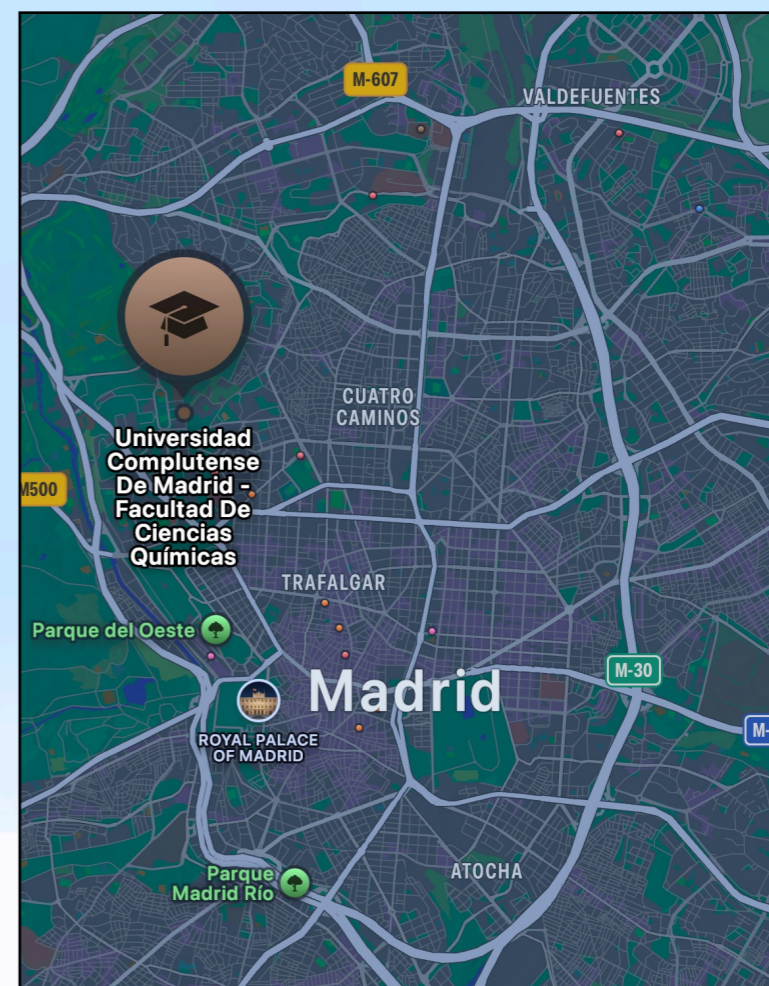 M-607
VALDEFUENTES
CUATRO
CAMINOS
Universidad
Complutense
De Madrid -
Facultad De
Ciencias
Químicas
M500
TRAFALGAR
Parque del Oeste
M-30
Madrid
ROYAL PALACE
OF MADRID
M-
Parque
Madrid Río
ATOCHA